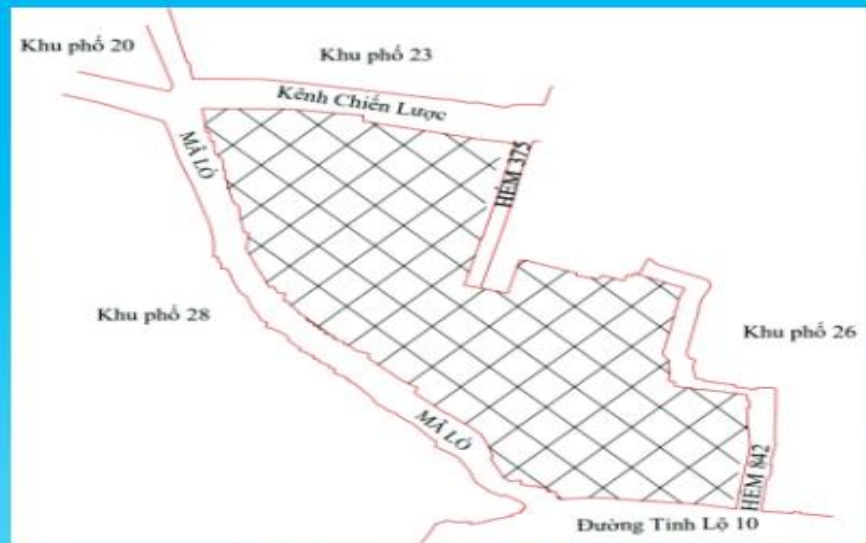 Khu phố 20
Khu phố 23
Kênh Chiến Lược
MÃ LÒ
HẺM 375
Khu phố 28
Khu phố 26
MÃ LÒ
HẺM 842
Đường Tỉnh Lộ 10